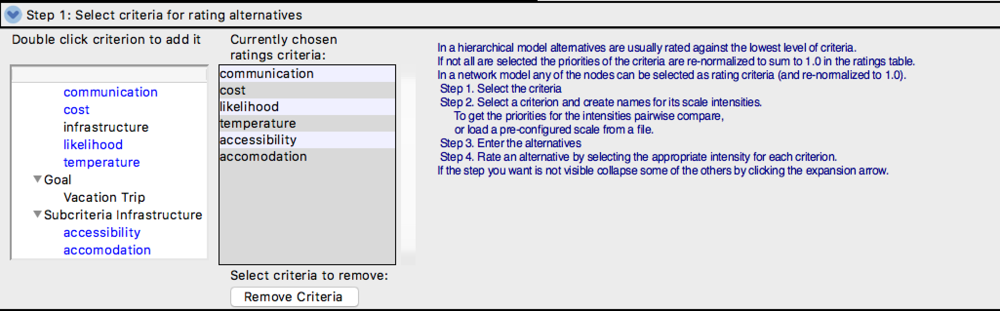 Step 1: Select criteria for rating alternatives
Double click criterion to add it
communication
cost
infrastructure
likelihood
temperature
Goal
Vacation Trip
Subcriteria Infrastructure
accessibility
accomodation
Currently chosen
ratings criteria:
communication
cost
likelihood
temperature
accessibility
accomodation
Select criteria to remove:
Remove Criteria
In a hierarchical model alternatives are usually rated against the lowest level of criteria.
If not all are selected the priorities of the criteria are re-normalized to sum to 1.0 in the ratings table.
In a network model any of the nodes can be selected as rating criteria (and re-normalized to 1.0).
Step 1. Select the criteria
Step 2. Select a criterion and create names for its scale intensities.
To get the priorities for the intensities pairwise compare,
or load a pre-configured scale from a file.
Step 3. Enter the alternatives
Step 4. Rate an alternative by selecting the appropriate intensity for each criterion.
If the step you want is not visible collapse some of the others by clicking the expansion arrow.